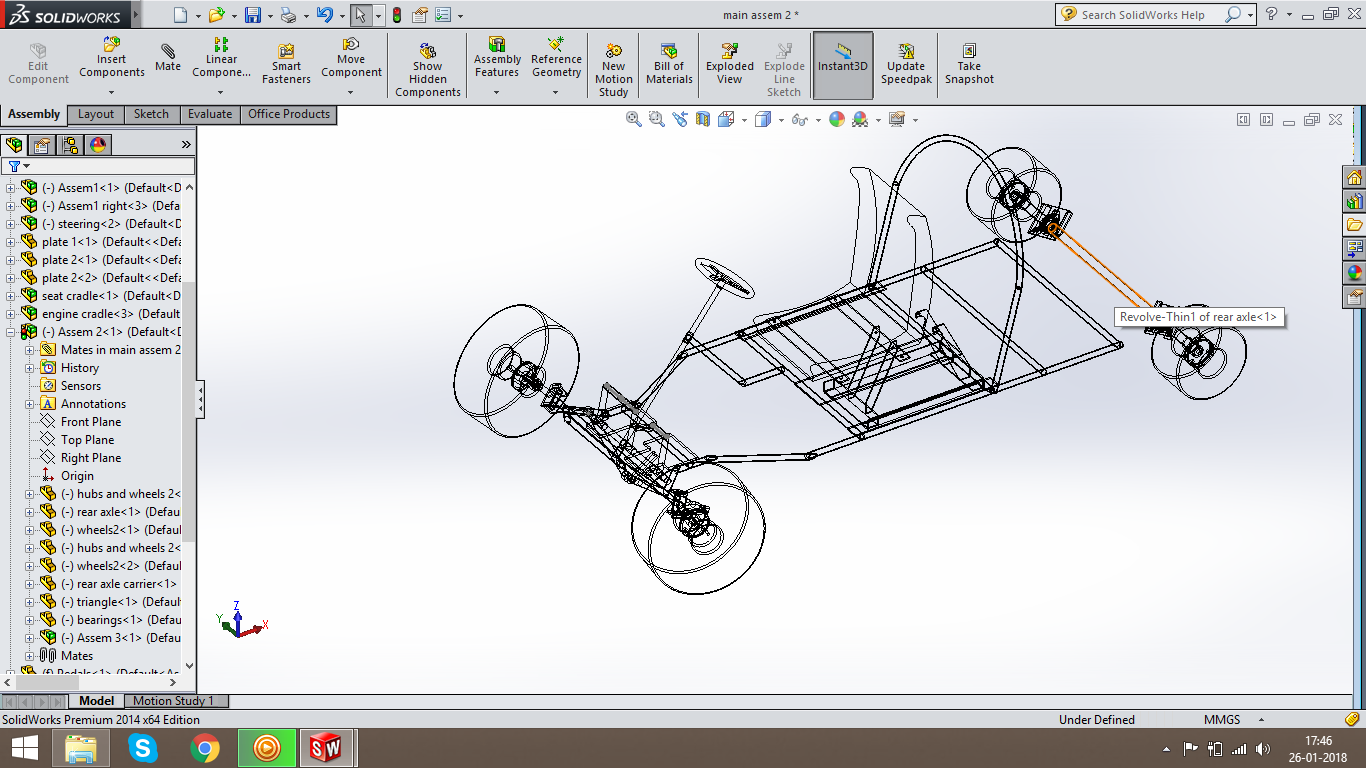 SOLIDWORKS
main assem 2 *
Search SolidWorks Help
Edit Component
Insert Components
Mate
Linear Compone...
Smart Fasteners
Move Component
Show Hidden Components
Assembly Features
Reference Geometry
New Motion Study
Bill of Materials
Exploded View
Explode Line Sketch
Instant3D
Update Speedpak
Take Snapshot
Assembly Layout Sketch Evaluate Office Products
(-) Assem1<1> (Default<D
(-) Assem1 right<3> (Defau
(-) steering<2> (Default<D
plate 1<1> (Default<<Defa
plate 2<1> (Default<<Defa
plate 2<2> (Default<<Defa
seat cradle<1> (Default<D
engine cradle<3> (Default
(-) Assem 2<1> (Default<D
Mates in main assem 2
History
Sensors
Annotations
Front Plane
Top Plane
Right Plane
Origin
(-) hubs and wheels 2<
(-) rear axle<1> (Defau
(-) wheels2<1> (Default
(-) hubs and wheels 2<
(-) wheels2<2> (Default
(-) rear axle carrier<1>
(-) triangle<1> (Default
(-) bearings<1> (Defau
(-) Assem 3<1> (Defau
Mates
(f) Pedals<1> (Default<As
Revolve-Thin1 of rear axle<1>
Z
Y
X
Model Motion Study 1
SolidWorks Premium 2014 x64 Edition
Under Defined
MMGS
SW
17:46
26-01-2018